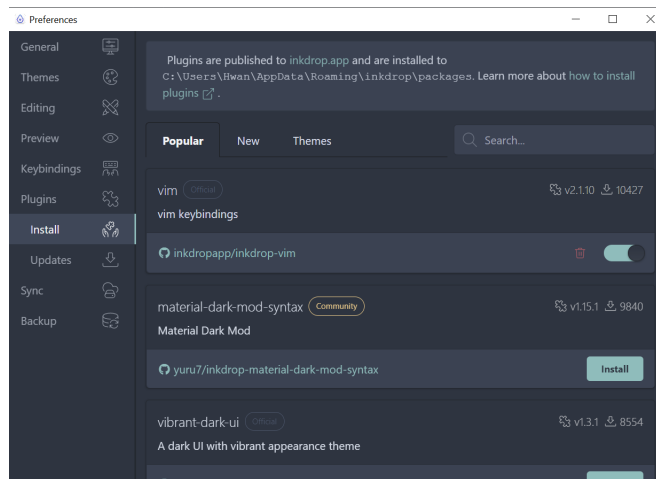 Preferences
General
Themes
Editing
Preview
Keybindings
Plugins
Install
Updates
Sync
Backup
Plugins are published to inkdrop.app and are installed to
C:\Users\Hwan\AppData\Roaming\inkdrop\packages. Learn more about how to install
plugins .
Popular New Themes Search...
vim Official v2.1.10 10427
vim keybindings
inkdropapp/inkdrop-vim
material-dark-mod-syntax Community v1.15.1 9840
Material Dark Mod
yuru7/inkdrop-material-dark-mod-syntax Install
vibrant-dark-ui Official v1.3.1 8554
A dark UI with vibrant appearance theme